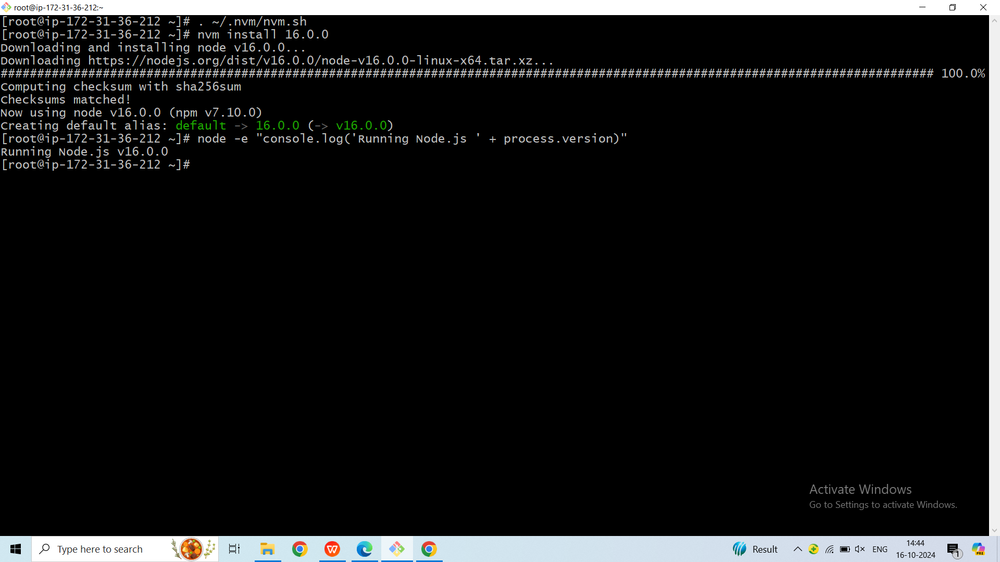 root@ip-172-31-36-212:~
[root@ip-172-31-36-212 ~]# . ~/.nvm/nvm.sh
[root@ip-172-31-36-212 ~]# nvm install 16.0.0
Downloading and installing node v16.0.0...
Downloading https://nodejs.org/dist/v16.0.0/node-v16.0.0-linux-x64.tar.xz...
################################################################################################################################ 100.0%
Computing checksum with sha256sum
Checksums matched!
Now using node v16.0.0 (npm v7.10.0)
Creating default alias: default -> 16.0.0 (-> v16.0.0)
[root@ip-172-31-36-212 ~]# node -e "console.log('Running Node.js ' + process.version)"
Running Node.js v16.0.0
[root@ip-172-31-36-212 ~]#
Activate Windows
Go to Settings to activate Windows.
Type here to search
Result
ENG
14:44
16-10-2024
1
PRE